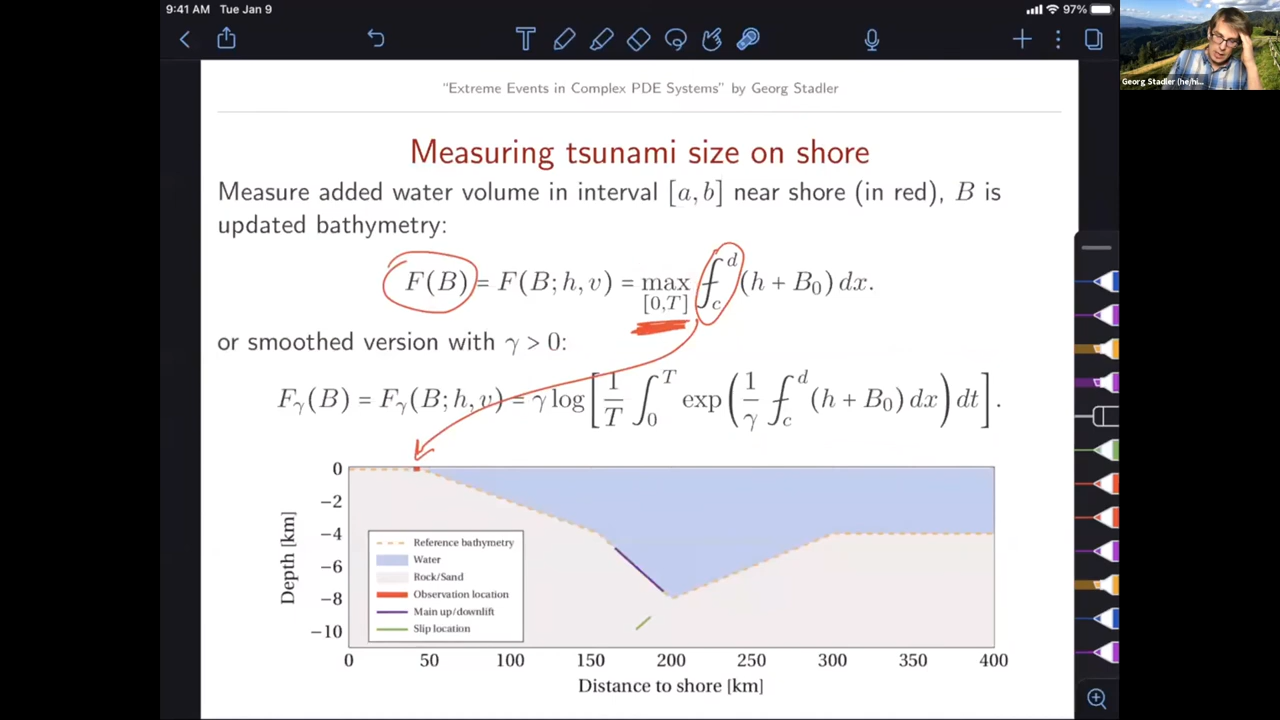 9:41 AM Tue Jan 9
97%
Georg Stadler (he/hi...
"Extreme Events in Complex PDE Systems" by Georg Stadler
Measuring tsunami size on shore
Measure added water volume in interval [a, b] near shore (in red), B is
updated bathymetry:
F(B) = F(B; h, v) = max_{[0,T]} ⨍_c^d (h + B₀) dx.
or smoothed version with γ > 0:
F_γ(B) = F_γ(B; h, v) = γ log[ 1/T ∫_0^T exp( 1/γ ⨍_c^d (h + B₀) dx ) dt ].
Depth [km]
0
−2
−4
−6
−8
−10
Reference bathymetry
Water
Rock/Sand
Observation location
Main up/downlift
Slip location
0 50 100 150 200 250 300 350 400
Distance to shore [km]